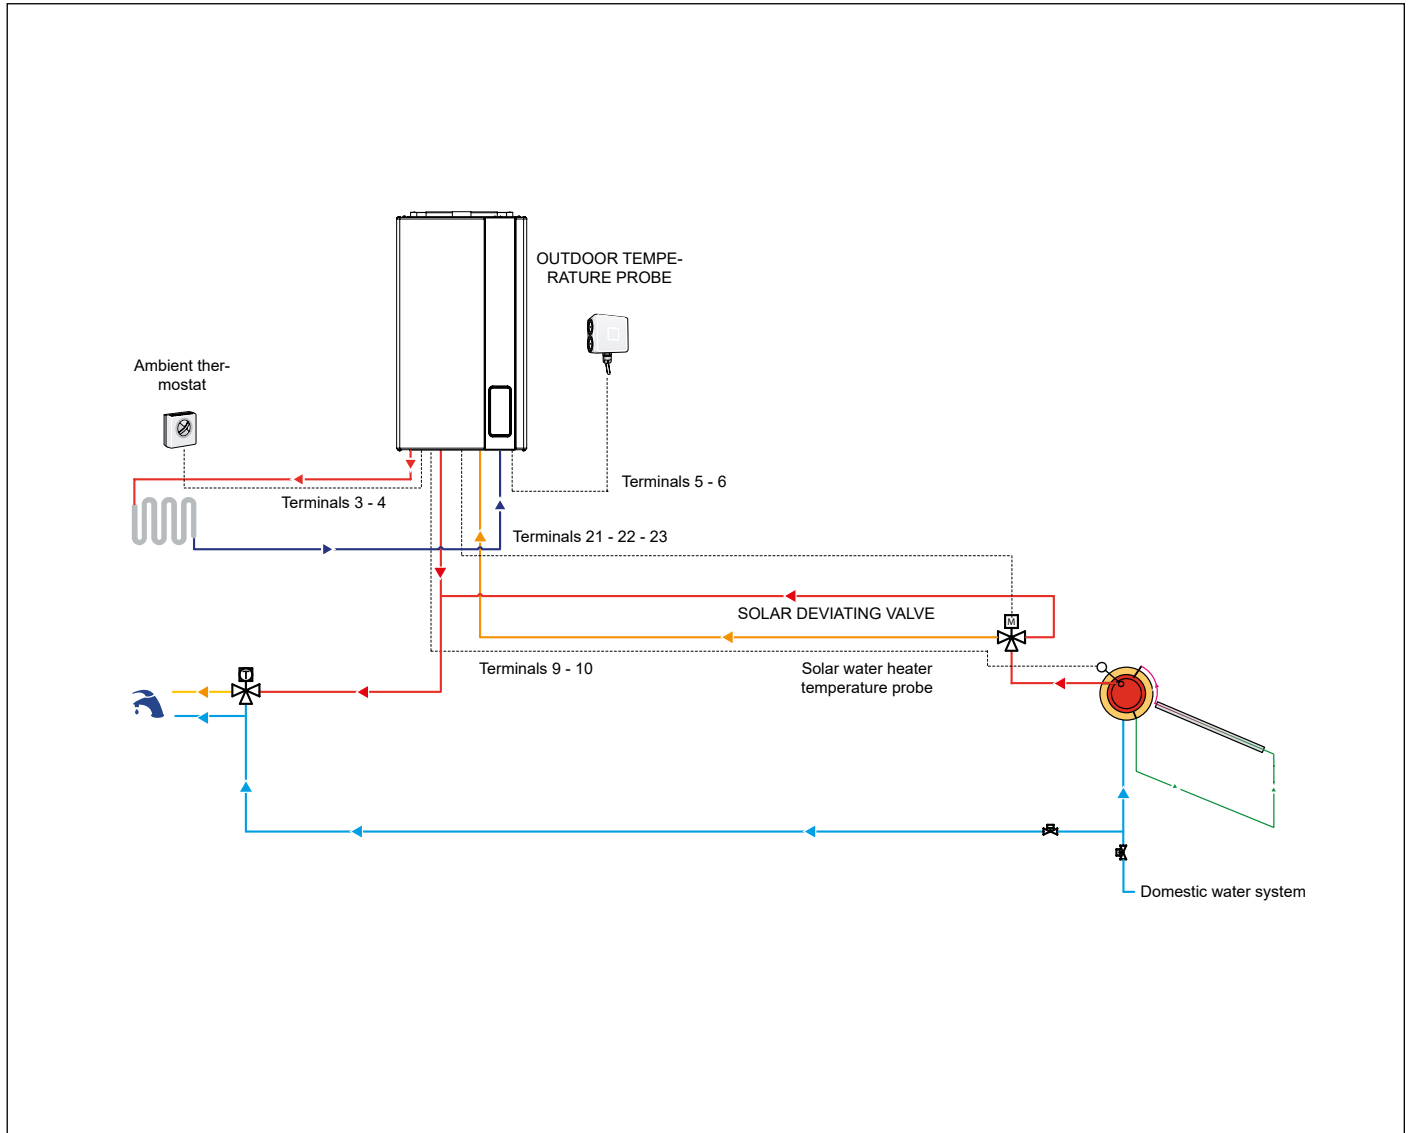 OUTDOOR TEMPE-
RATURE PROBE
Ambient ther-
mostat
Terminals 5 - 6
Terminals 3 - 4
Terminals 21 - 22 - 23
SOLAR DEVIATING VALVE
M
Terminals 9 - 10
Solar water heater
temperature probe
T
Domestic water system